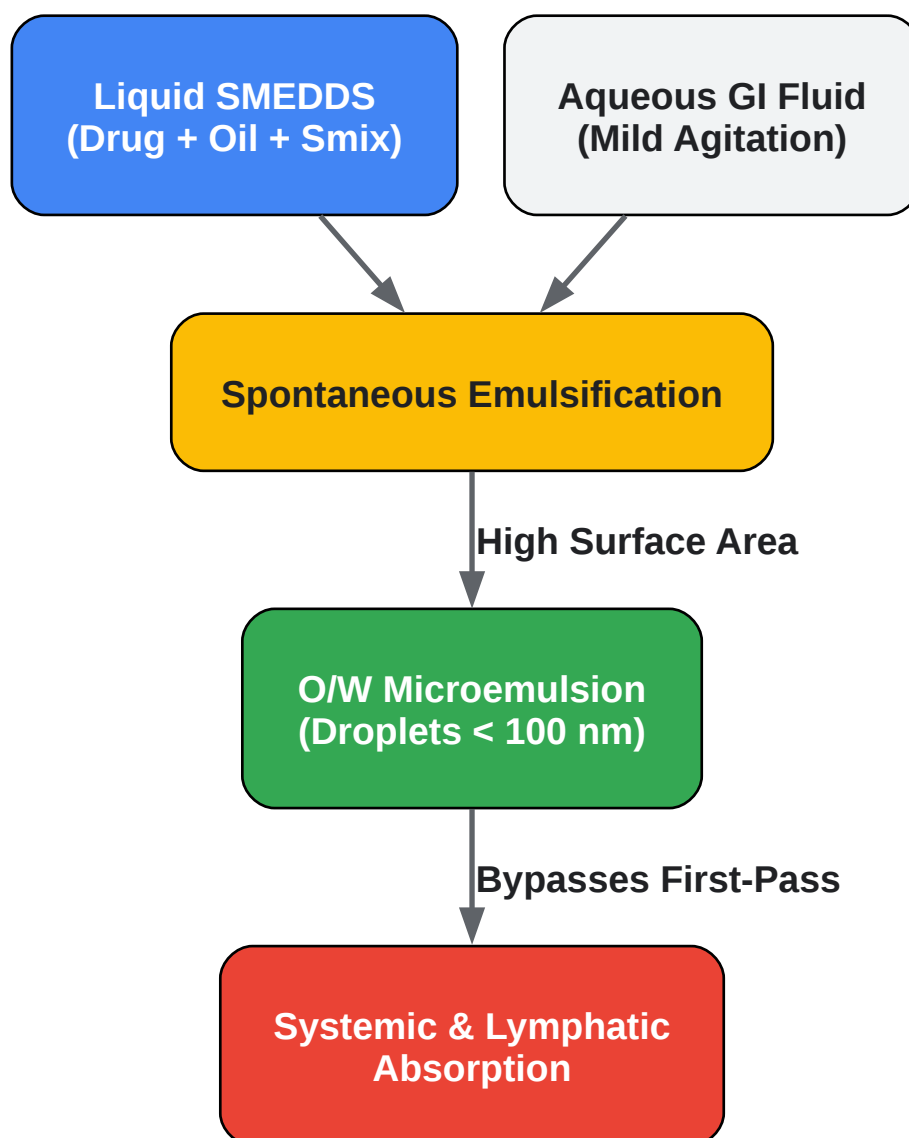 Liquid SMEDDS
(Drug + Oil + Smix)
Aqueous GI Fluid
(Mild Agitation)
Spontaneous Emulsification
High Surface Area
O/W Microemulsion
(Droplets < 100 nm)
Bypasses First-Pass
Systemic & Lymphatic
Absorption